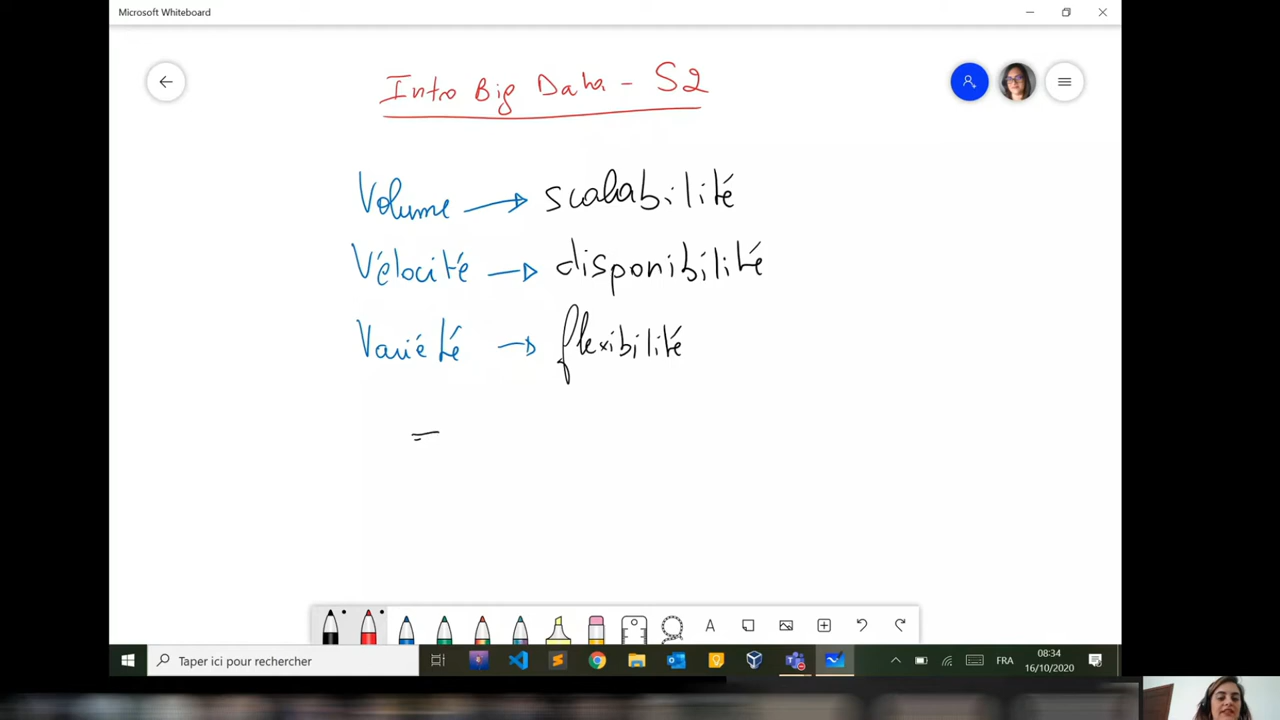 Microsoft Whiteboard
Intro Big Data - S2
Volume → scalabilité
Vélocité → disponibilité
Variété → flexibilité
=
A
Taper ici pour rechercher
FRA
08:34
16/10/2020